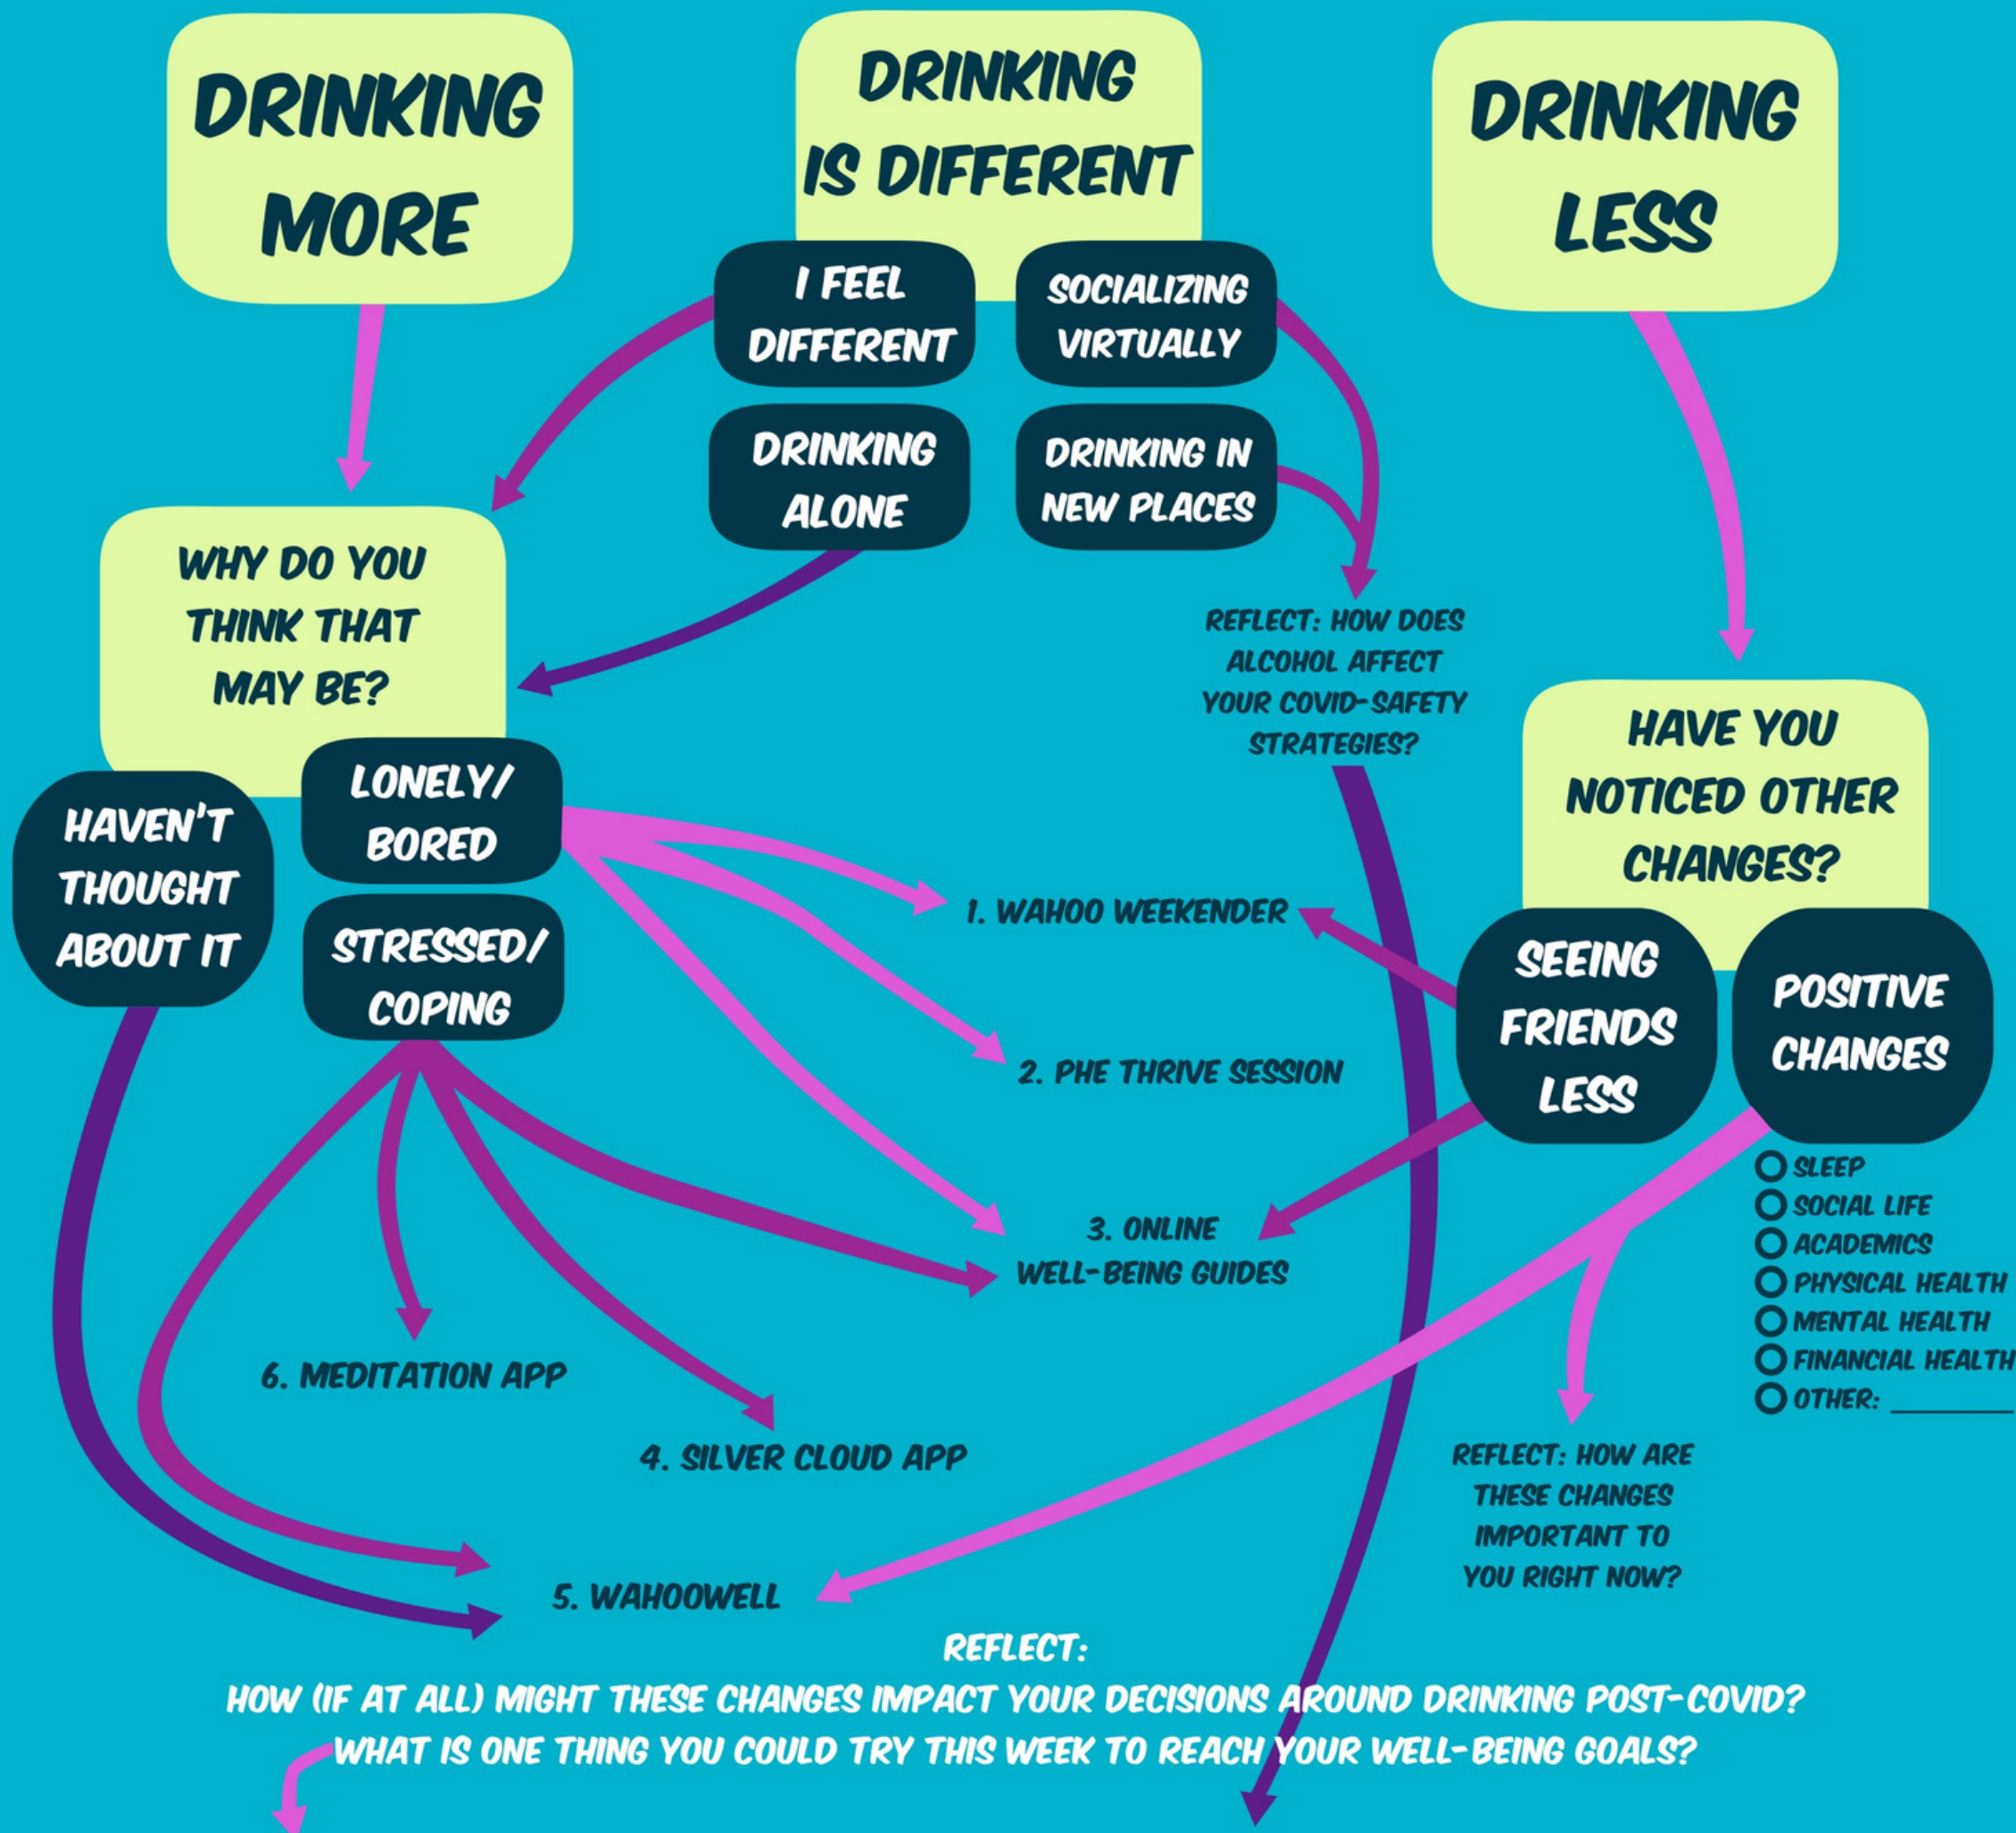 DRINKING
MORE
DRINKING
IS DIFFERENT
DRINKING
LESS
I FEEL
DIFFERENT
SOCIALIZING
VIRTUALLY
DRINKING
ALONE
DRINKING IN
NEW PLACES
WHY DO YOU
THINK THAT
MAY BE?
REFLECT: HOW DOES
ALCOHOL AFFECT
YOUR COVID-SAFETY
STRATEGIES?
HAVE YOU
NOTICED OTHER
CHANGES?
HAVEN'T
THOUGHT
ABOUT IT
LONELY/
BORED
STRESSED/
COPING
1. WAHOO WEEKENDER
2. PHE THRIVE SESSION
3. ONLINE
WELL-BEING GUIDES
SEEING
FRIENDS
LESS
POSITIVE
CHANGES
SLEEP
SOCIAL LIFE
ACADEMICS
PHYSICAL HEALTH
MENTAL HEALTH
FINANCIAL HEALTH
OTHER: __________
6. MEDITATION APP
4. SILVER CLOUD APP
5. WAHOOWELL
REFLECT: HOW ARE
THESE CHANGES
IMPORTANT TO
YOU RIGHT NOW?
REFLECT:
HOW (IF AT ALL) MIGHT THESE CHANGES IMPACT YOUR DECISIONS AROUND DRINKING POST-COVID?
WHAT IS ONE THING YOU COULD TRY THIS WEEK TO REACH YOUR WELL-BEING GOALS?